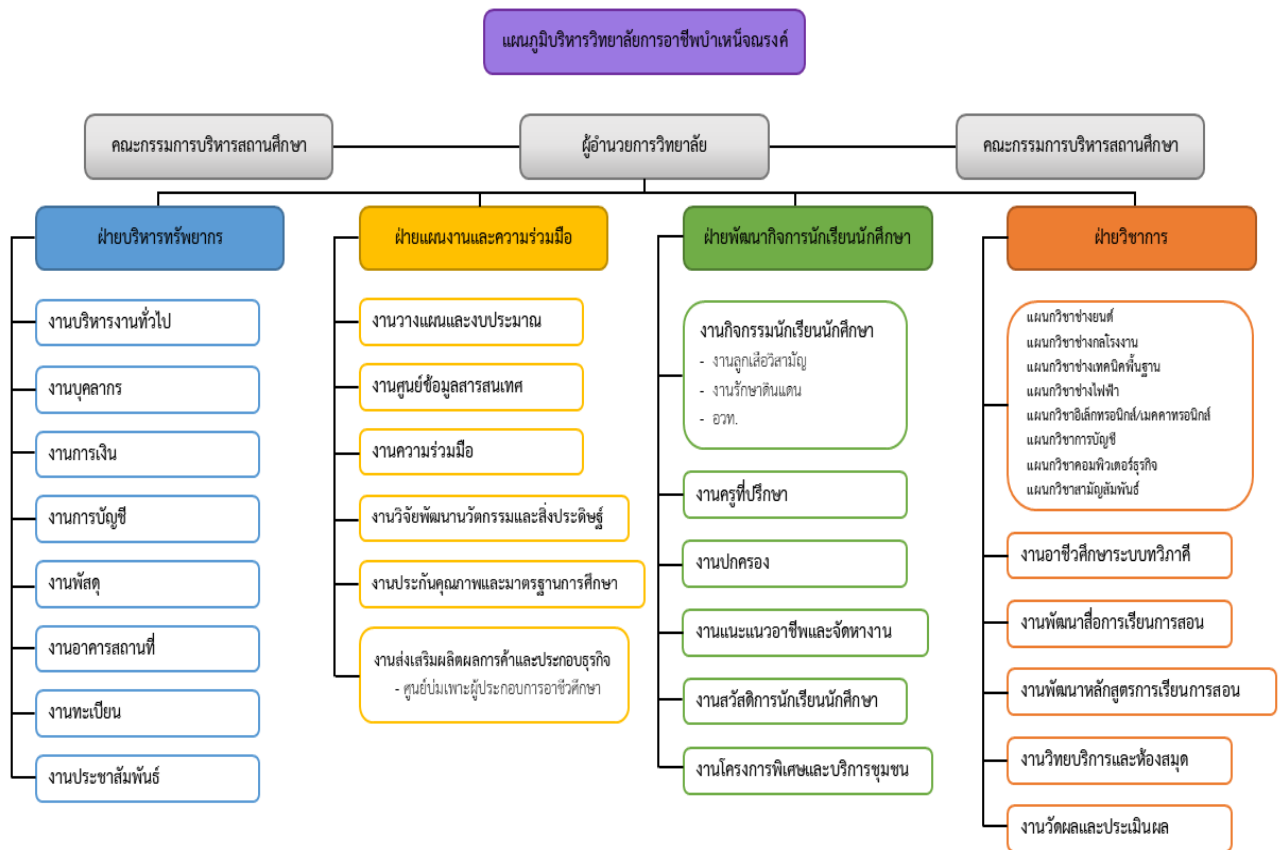 แผนภูมิบริหารวิทยาลัยการอาชีพบำเหน็จณรงค์
คณะกรรมการบริหารสถานศึกษา
ผู้อำนวยการวิทยาลัย
คณะกรรมการบริหารสถานศึกษา
ฝ่ายบริหารทรัพยากร
งานบริหารงานทั่วไป
งานบุคลากร
งานการเงิน
งานการบัญชี
งานพัสดุ
งานอาคารสถานที่
งานทะเบียน
งานประชาสัมพันธ์
ฝ่ายแผนงานและความร่วมมือ
งานวางแผนและงบประมาณ
งานศูนย์ข้อมูลสารสนเทศ
งานความร่วมมือ
งานวิจัยพัฒนานวัตกรรมและสิ่งประดิษฐ์
งานประกันคุณภาพและมาตรฐานการศึกษา
งานส่งเสริมผลิตผลการค้าและประกอบธุรกิจ
- ศูนย์บ่มเพาะผู้ประกอบการอาชีวศึกษา
ฝ่ายพัฒนากิจการนักเรียนนักศึกษา
งานกิจกรรมนักเรียนนักศึกษา
- งานลูกเสือวิสามัญ
- งานรักษาดินแดน
- อวท.
งานครูที่ปรึกษา
งานปกครอง
งานแนะแนวอาชีพและจัดหางาน
งานสวัสดิการนักเรียนนักศึกษา
งานโครงการพิเศษและบริการชุมชน
ฝ่ายวิชาการ
แผนกวิชาช่างยนต์
แผนกวิชาช่างกลโรงงาน
แผนกวิชาช่างเทคนิคพื้นฐาน
แผนกวิชาช่างไฟฟ้า
แผนกวิชาอิเล็กทรอนิกส์/เมคคาทรอนิกส์
แผนกวิชาการบัญชี
แผนกวิชาคอมพิวเตอร์ธุรกิจ
แผนกวิชาสามัญสัมพันธ์
งานอาชีวศึกษาระบบทวิภาคี
งานพัฒนาสื่อการเรียนการสอน
งานพัฒนาหลักสูตรการเรียนการสอน
งานวิทยบริการและห้องสมุด
งานวัดผลและประเมินผล